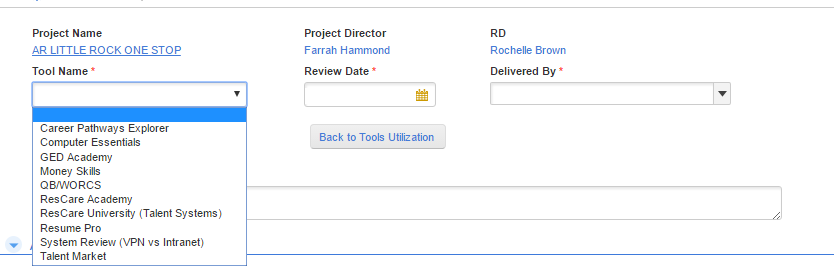 Project Name Project Director RD
AR LITTLE ROCK ONE STOP Farrah Hammond Rochelle Brown
Tool Name * Review Date * Delivered By *
Career Pathways Explorer
Computer Essentials
Back to Tools Utilization
GED Academy
Money Skills
QB/WORCS
ResCare Academy
ResCare University (Talent Systems)
Resume Pro
System Review (VPN vs Intranet)
Talent Market